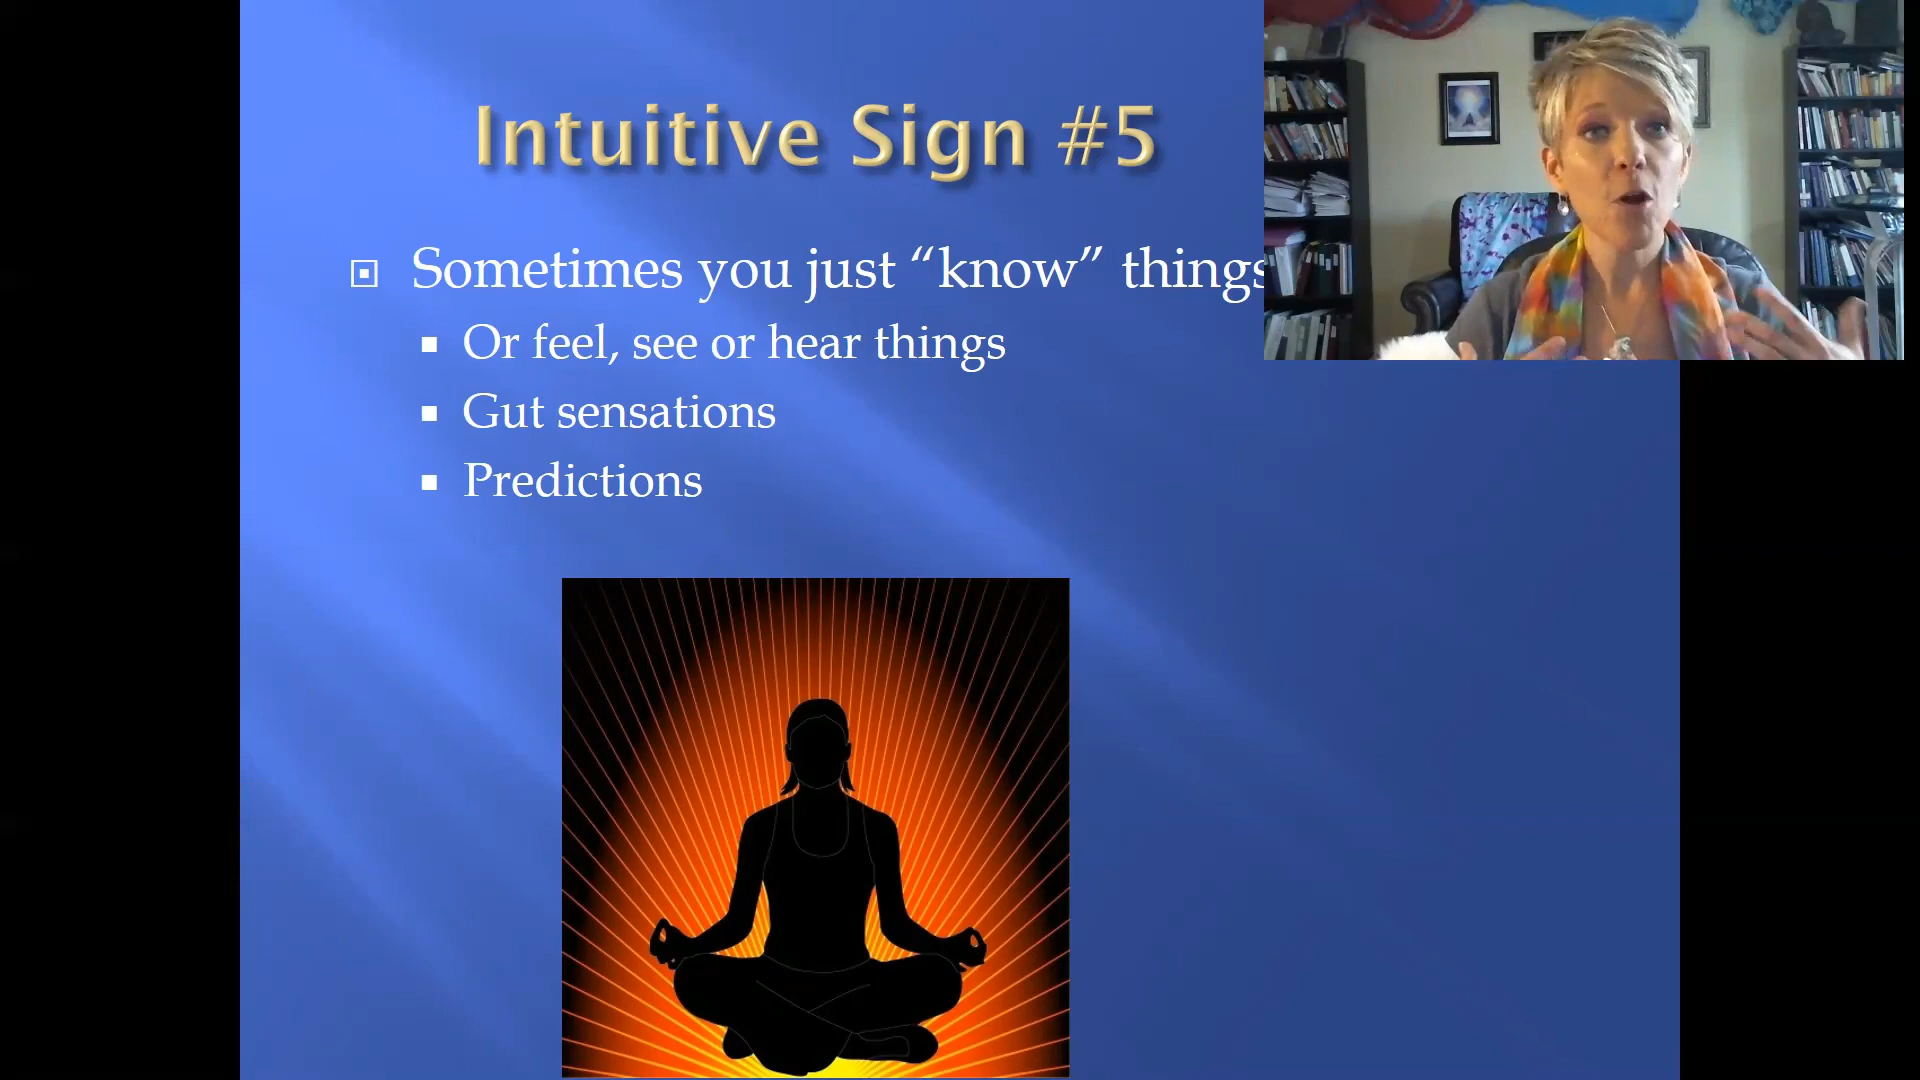 Intuitive Sign #5
Sometimes you just “know” things
Or feel, see or hear things
Gut sensations
Predictions